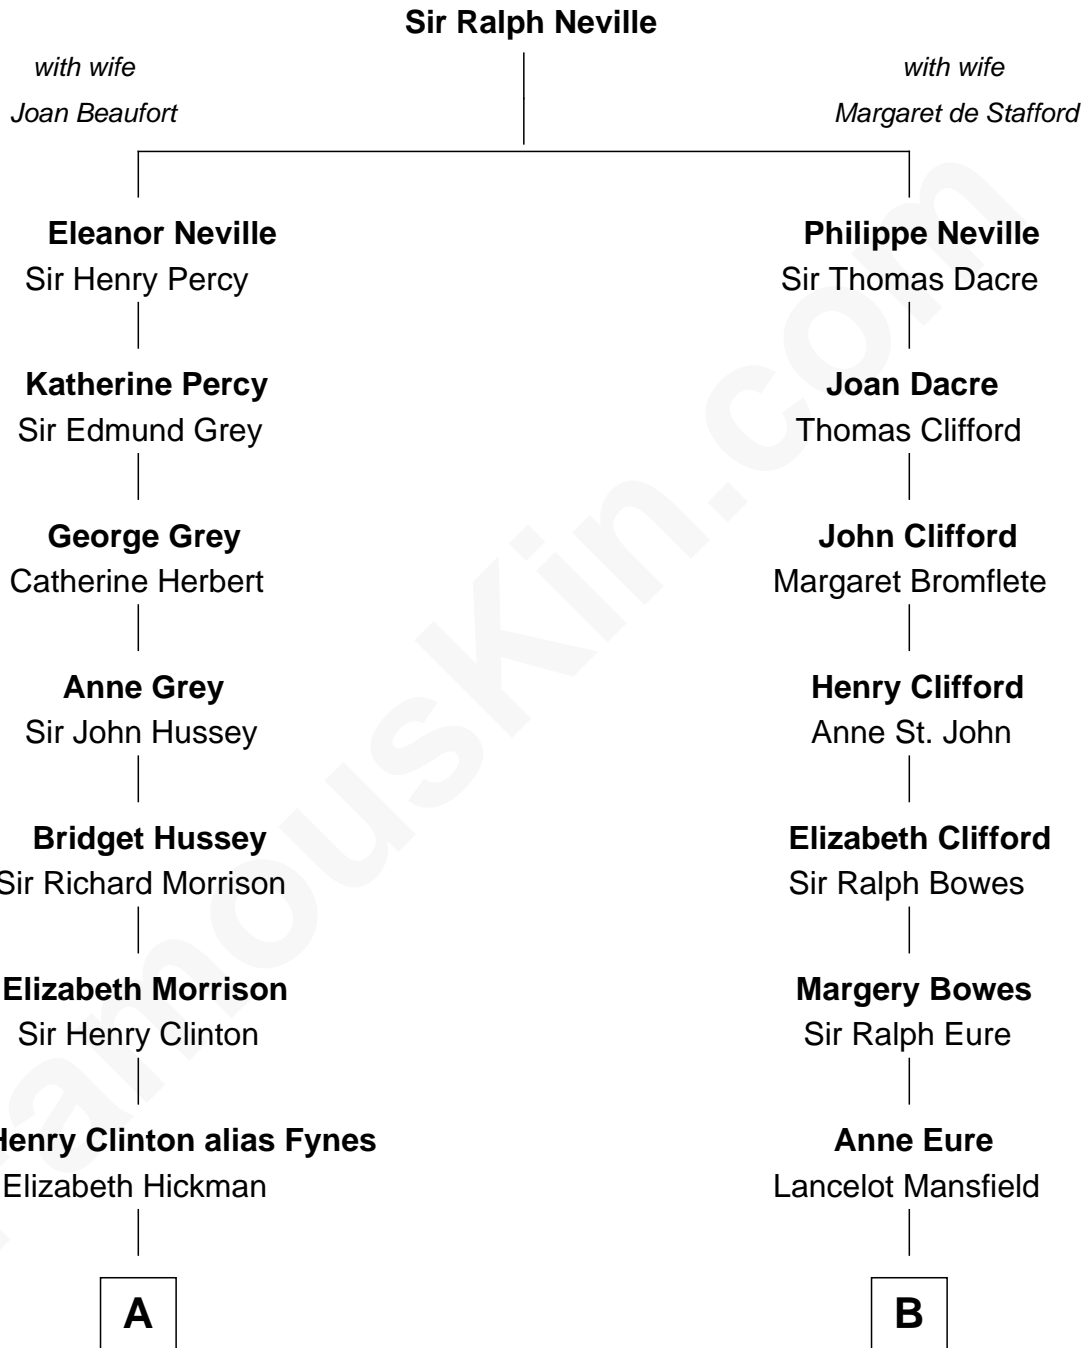 Sir Ralph Neville
with wife
Joan Beaufort
with wife
Margaret de Stafford
Eleanor Neville
Sir Henry Percy
Philippe Neville
Sir Thomas Dacre
Katherine Percy
Sir Edmund Grey
Joan Dacre
Thomas Clifford
George Grey
Catherine Herbert
John Clifford
Margaret Bromflete
Anne Grey
Sir John Hussey
Henry Clifford
Anne St. John
Bridget Hussey
Sir Richard Morrison
Elizabeth Clifford
Sir Ralph Bowes
Elizabeth Morrison
Sir Henry Clinton
Margery Bowes
Sir Ralph Eure
Henry Clinton alias Fynes
Elizabeth Hickman
Anne Eure
Lancelot Mansfield
A
B
FamousKin.com